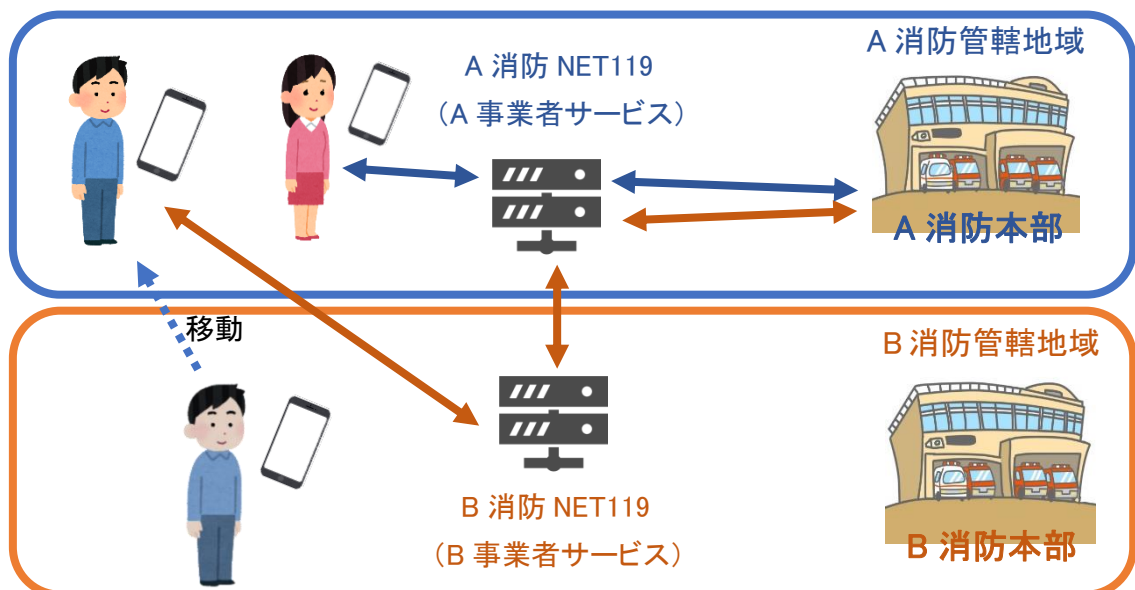 A 消防管轄地域
A 消防 NET119
（A 事業者サービス）
A 消防本部
移動
B 消防管轄地域
B 消防 NET119
（B 事業者サービス）
B 消防本部